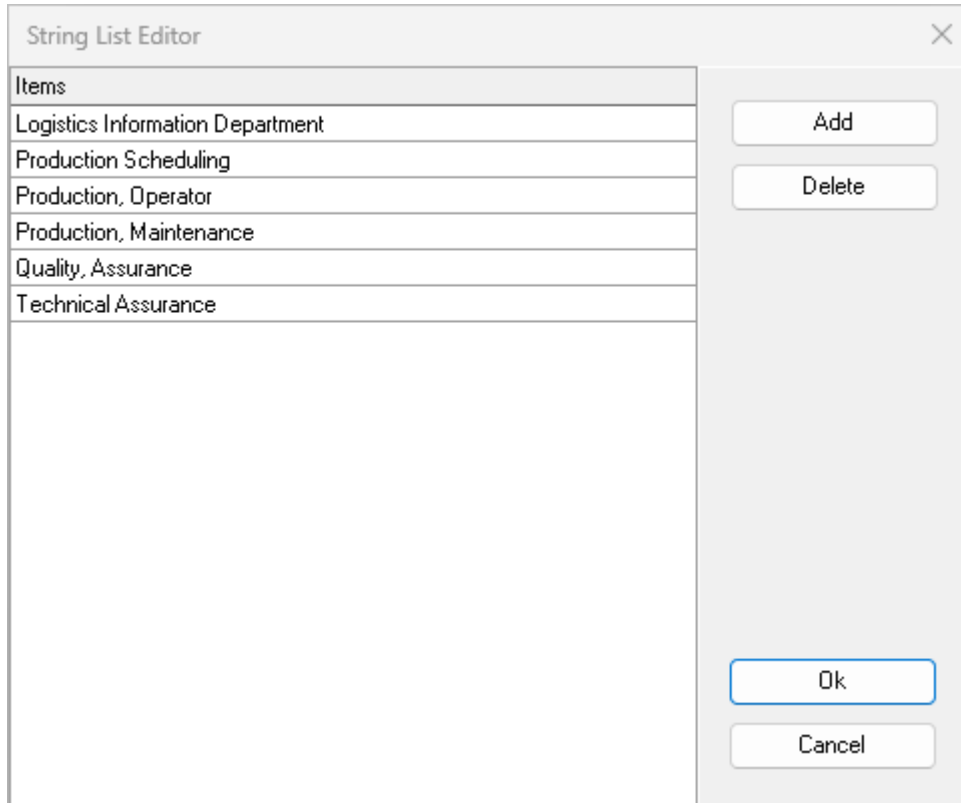 String List Editor
Items
Logistics Information Department
Production Scheduling
Production, Operator
Production, Maintenance
Quality, Assurance
Technical Assurance
Add
Delete
Ok
Cancel